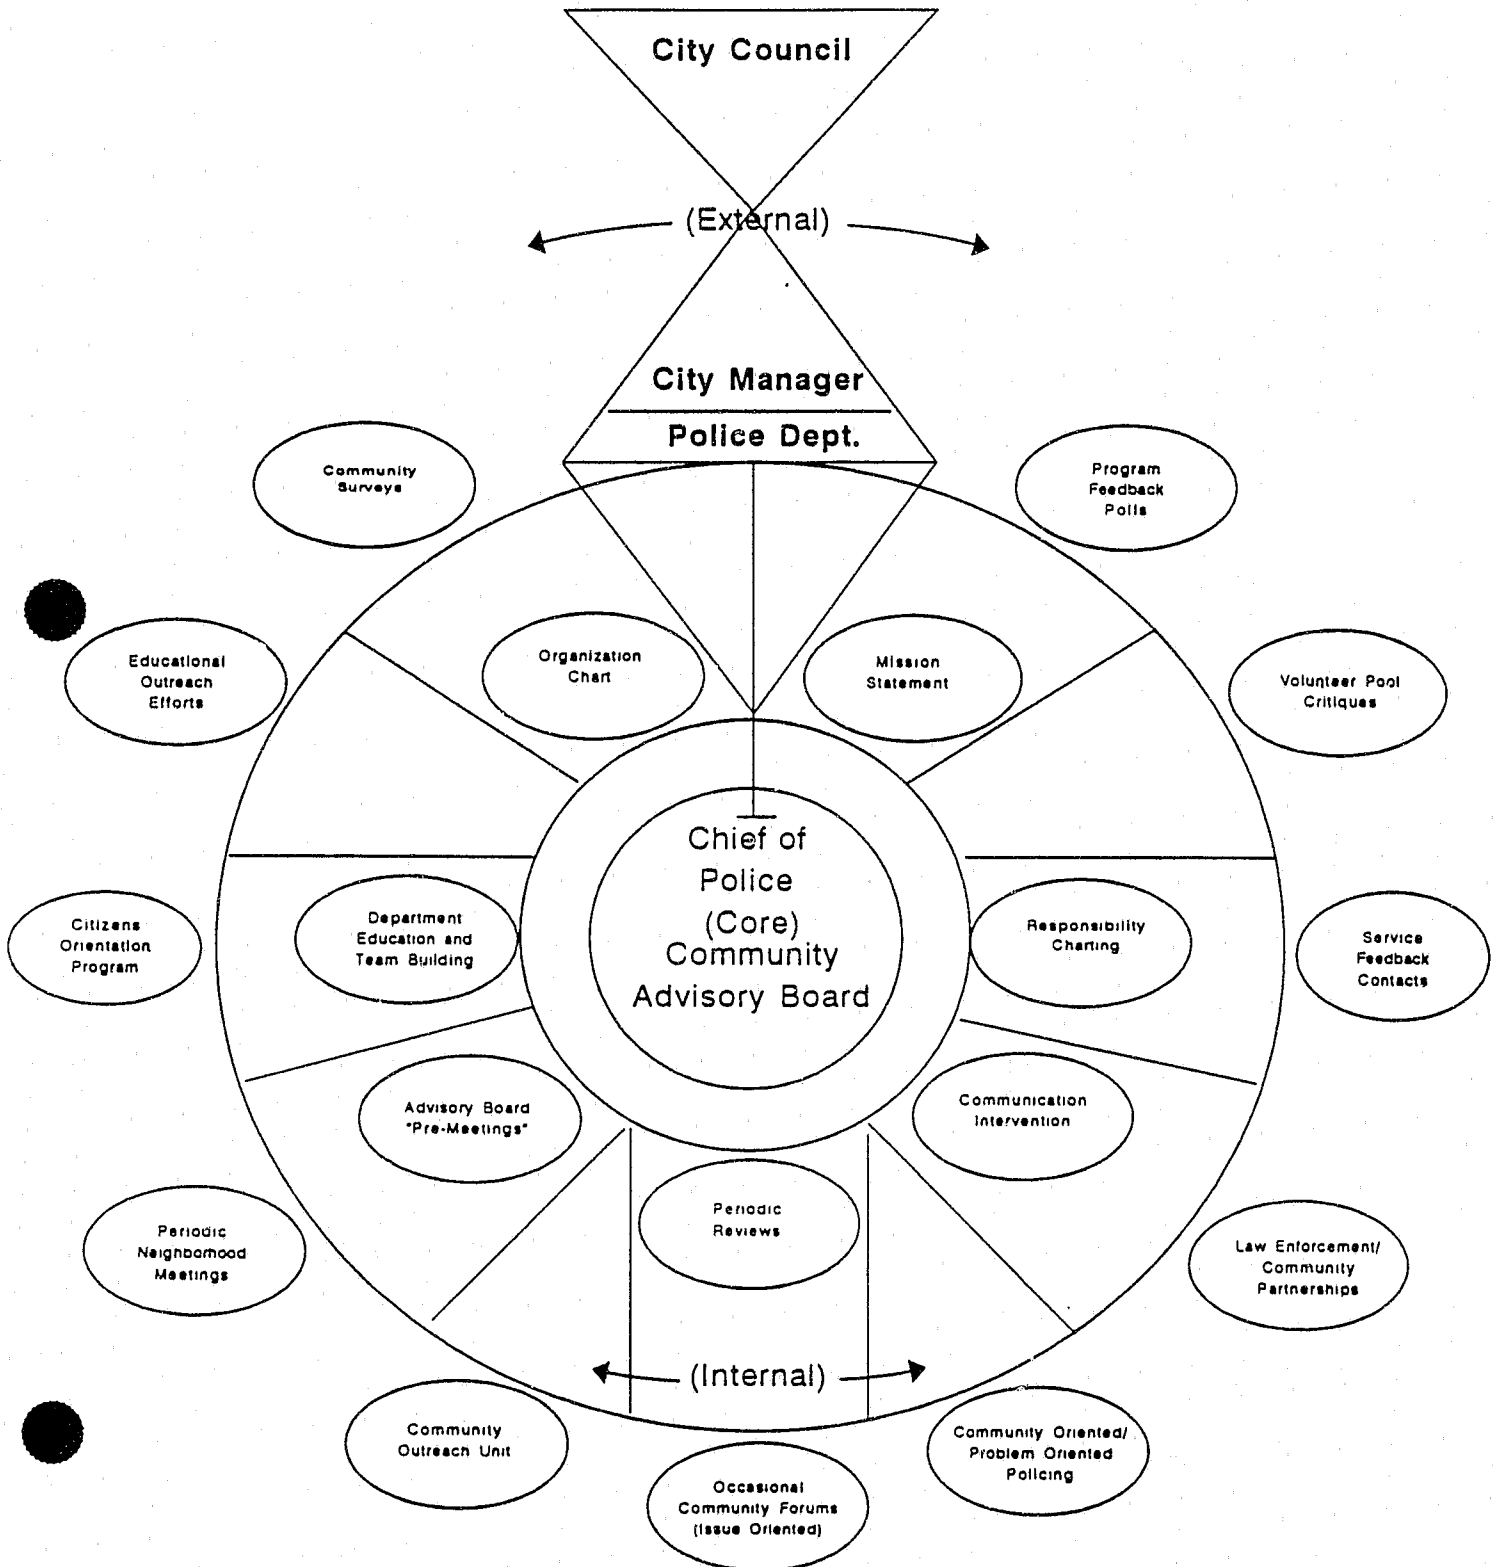 City Council
(External)
City Manager
Police Dept.
Community
Surveys
Program
Feedback
Polls
Educational
Outreach
Efforts
Organization
Chart
Mission
Statement
Volunteer Pool
Critiques
Chief of
Police
(Core)
Community
Advisory Board
Citizens
Orientation
Program
Department
Education and
Team Building
Responsibility
Charting
Service
Feedback
Contacts
Advisory Board
"Pre-Meetings"
Communication
Intervention
Periodic
Neighborhood
Meetings
Periodic
Reviews
Law Enforcement/
Community
Partnerships
(Internal)
Community
Outreach Unit
Occasional
Community Forums
(Issue Oriented)
Community Oriented/
Problem Oriented
Policing